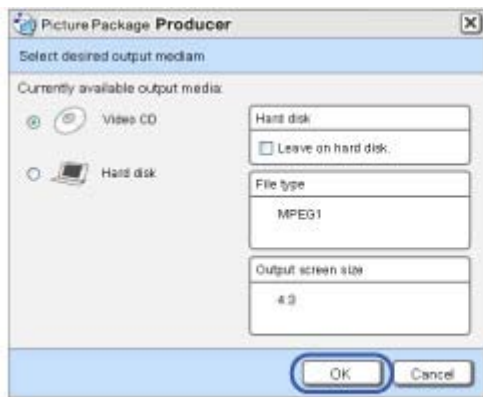 Picture Package Producer
Select desired output mediam
Currently available output media:
Video CD
Hard disk
Hard disk
Leave on hard disk.
File type
MPEG1
Output screen size
4:3
OK
Cancel